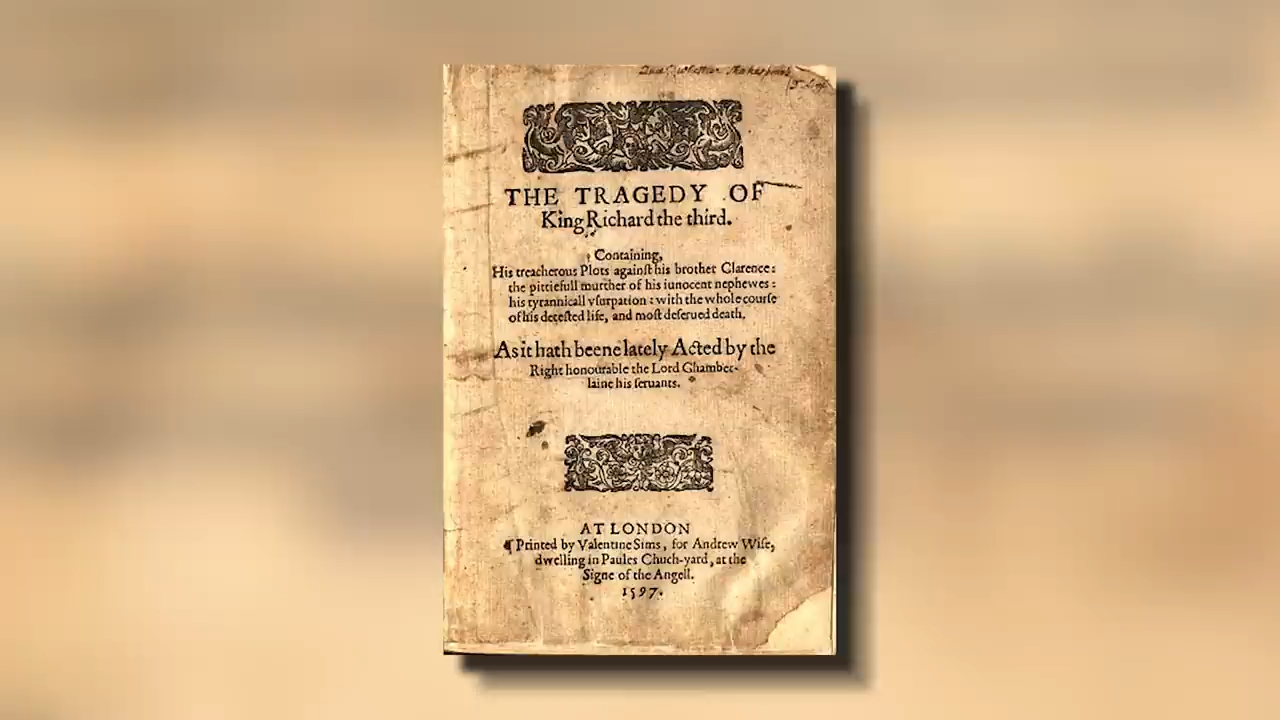 THE TRAGEDY OF
King Richard the third.
Containing,
His treacherous Plots againſt his brother Clarence:
the pittiefull murther of his iunocent nephewes:
his tyrannicall vſurpation: with the whole courſe
of his deteſted life, and moſt deſerued death.
As it hath beene lately Acted by the
Right honourable the Lord Chamber-
laine his ſeruants.
AT LONDON
¶ Printed by Valentine Sims, for Andrew Wiſe,
dwelling in Paules Chuch-yard, at the
Signe of the Angell.
1597.